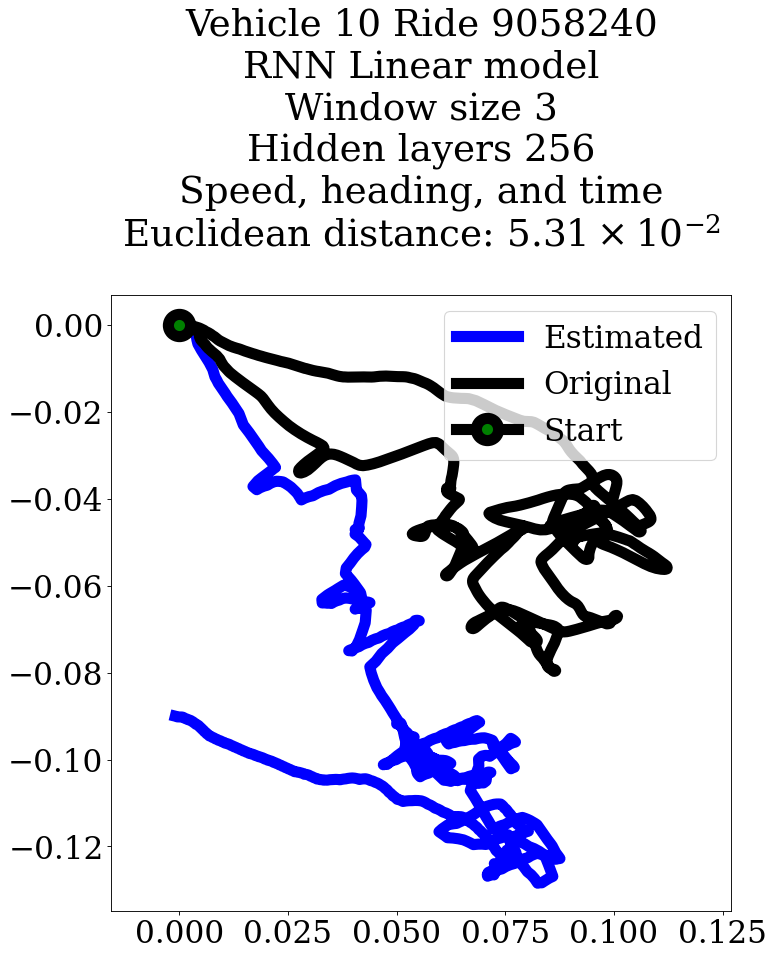 Vehicle 10 Ride 9058240
RNN Linear model
Window size 3
Hidden layers 256
Speed, heading, and time
Euclidean distance: 5.31 × 10⁻²
Estimated
Original
Start
0.00
−0.02
−0.04
−0.06
−0.08
−0.10
−0.12
0.000 0.025 0.050 0.075 0.100 0.125